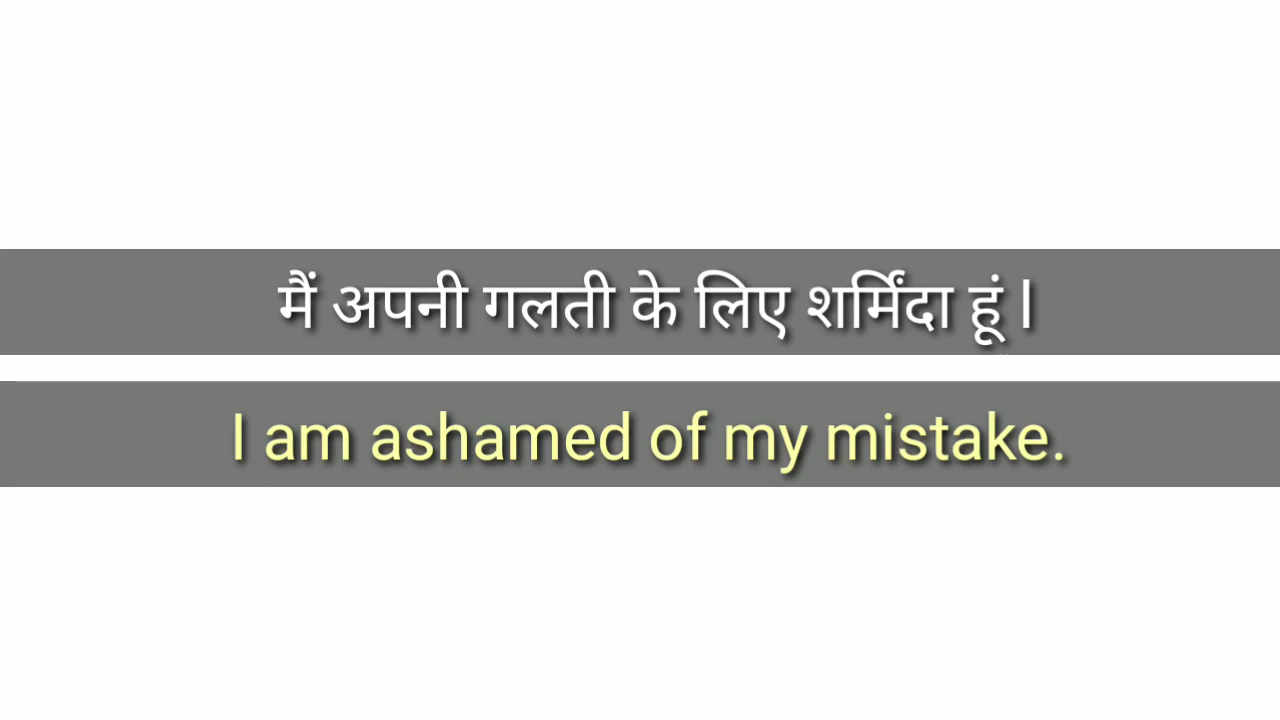 मैं अपनी गलती के लिए शर्मिंदा हूं l
I am ashamed of my mistake.